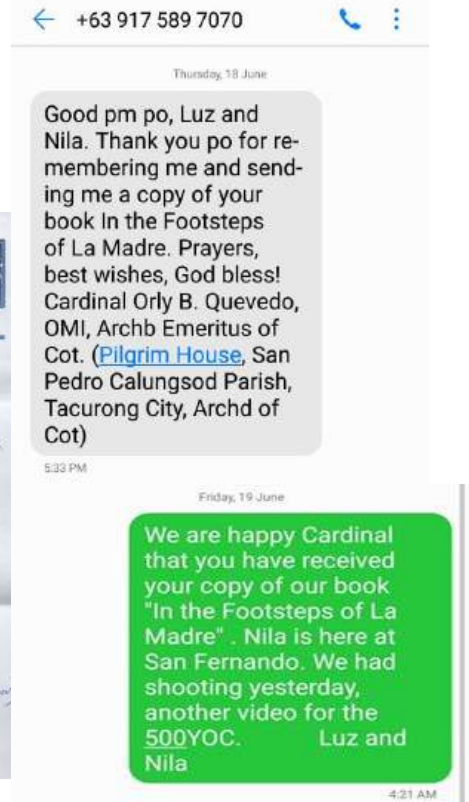 +63 917 589 7070
Thursday, 18 June
Good pm po, Luz and
Nila. Thank you po for re-
membering me and send-
ing me a copy of your
book In the Footsteps
of La Madre. Prayers,
best wishes, God bless!
Cardinal Orly B. Quevedo,
OMI, Archb Emeritus of
Cot. (Pilgrim House, San
Pedro Calungsod Parish,
Tacurong City, Archd of
Cot)
5:33 PM
Friday, 19 June
We are happy Cardinal
that you have received
your copy of our book
"In the Footsteps of La
Madre" . Nila is here at
San Fernando. We had
shooting yesterday,
another video for the
500YOC. Luz and
Nila
4:21 AM